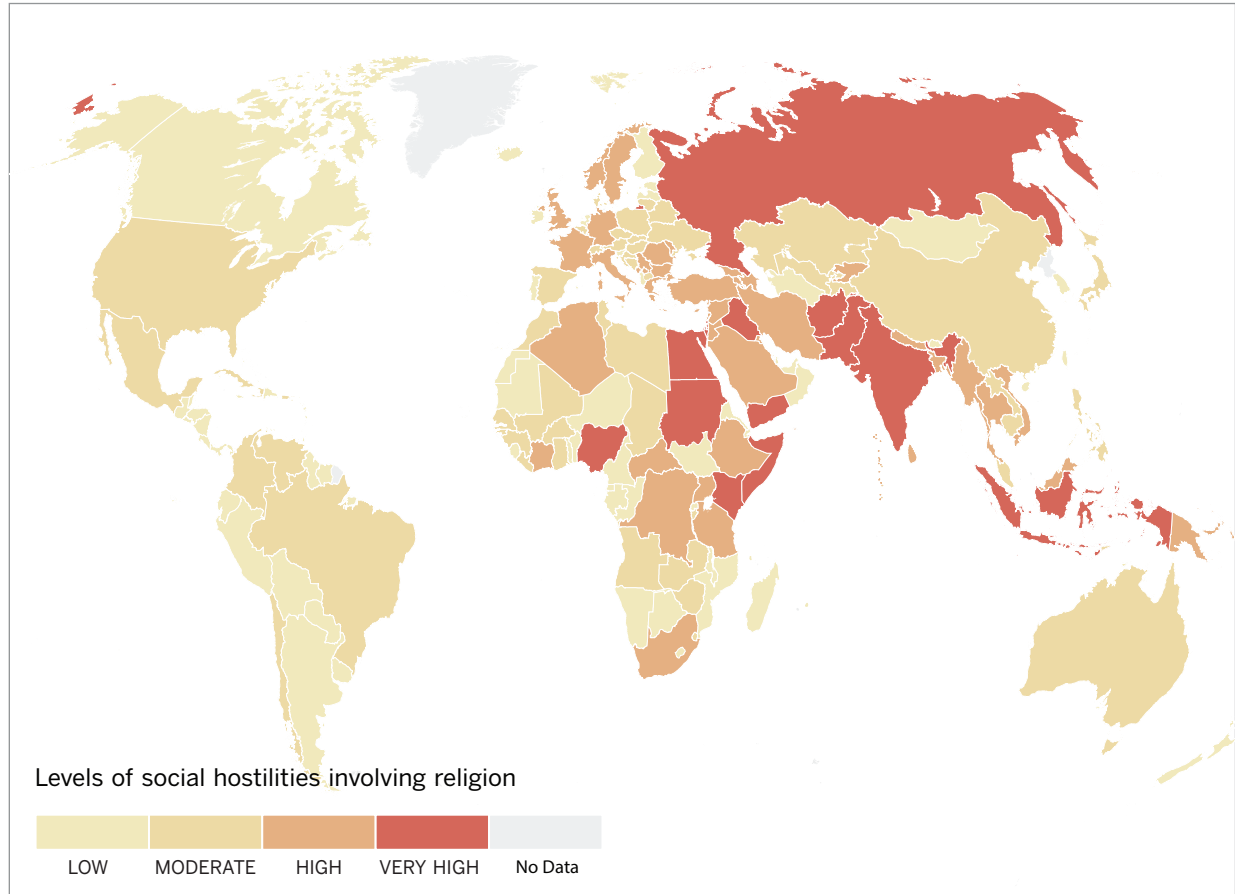 Levels of social hostilities involving religion
LOW MODERATE HIGH VERY HIGH No Data